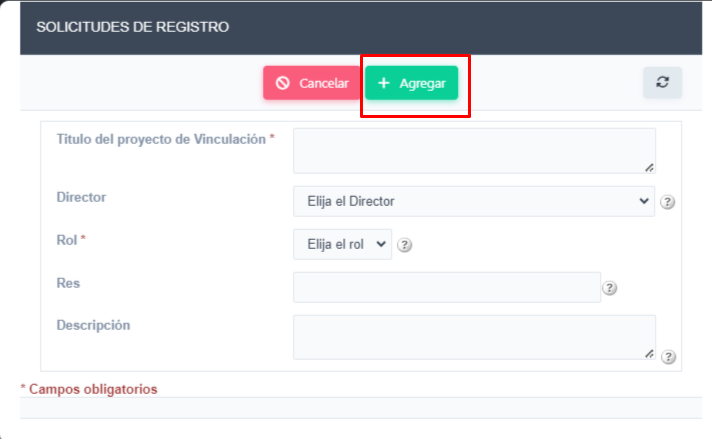 SOLICITUDES DE REGISTRO
Cancelar + Agregar
Titulo del proyecto de Vinculación *
Director Elija el Director ?
Rol * Elija el rol ?
Res ?
Descripción ?
* Campos obligatorios